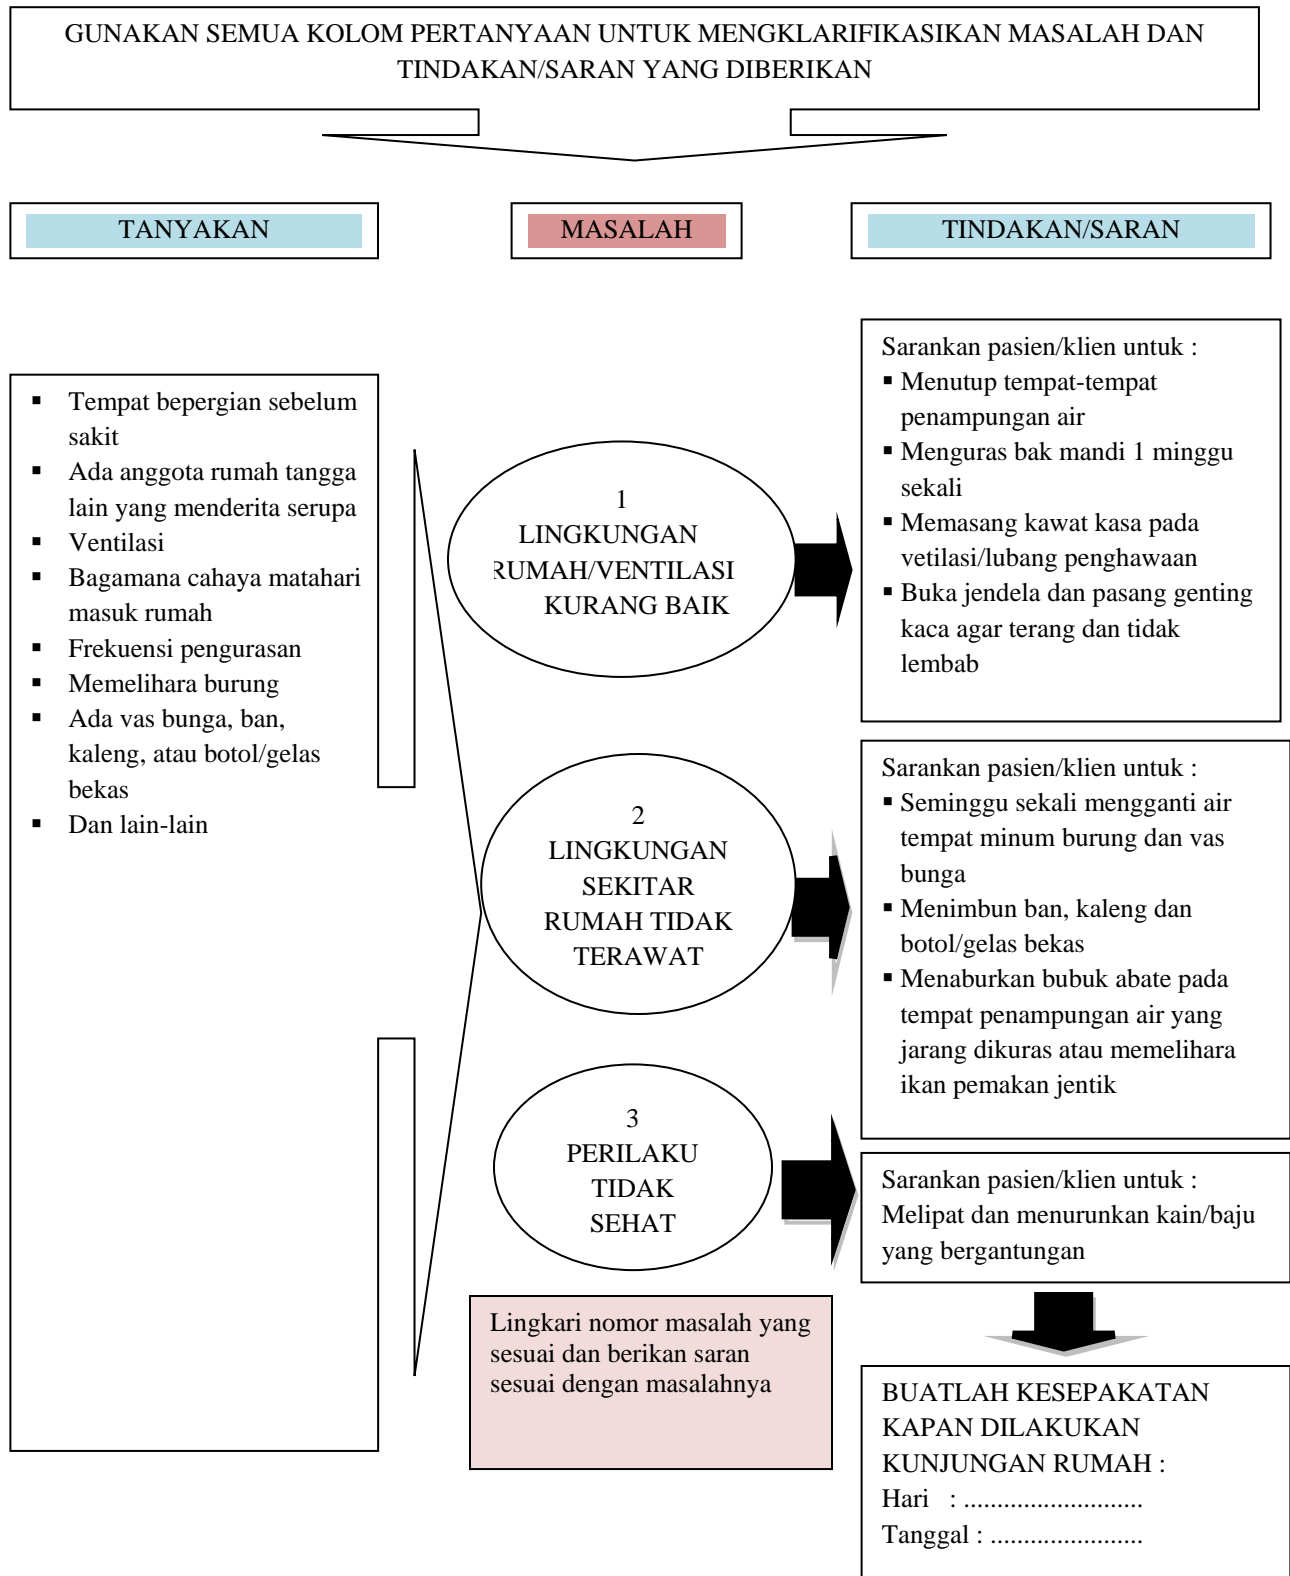 GUNAKAN SEMUA KOLOM PERTANYAAN UNTUK MENGKLARIFIKASIKAN MASALAH DAN
TINDAKAN/SARAN YANG DIBERIKAN
TANYAKAN
MASALAH
TINDAKAN/SARAN
▪ Tempat bepergian sebelum
sakit
▪ Ada anggota rumah tangga
lain yang menderita serupa
▪ Ventilasi
▪ Bagamana cahaya matahari
masuk rumah
▪ Frekuensi pengurasan
▪ Memelihara burung
▪ Ada vas bunga, ban,
kaleng, atau botol/gelas
bekas
▪ Dan lain-lain
1
LINGKUNGAN
RUMAH/VENTILASI
KURANG BAIK
Sarankan pasien/klien untuk :
▪ Menutup tempat-tempat
penampungan air
▪ Menguras bak mandi 1 minggu
sekali
▪ Memasang kawat kasa pada
vetilasi/lubang penghawaan
▪ Buka jendela dan pasang genting
kaca agar terang dan tidak
lembab
2
LINGKUNGAN
SEKITAR
RUMAH TIDAK
TERAWAT
Sarankan pasien/klien untuk :
▪ Seminggu sekali mengganti air
tempat minum burung dan vas
bunga
▪ Menimbun ban, kaleng dan
botol/gelas bekas
▪ Menaburkan bubuk abate pada
tempat penampungan air yang
jarang dikuras atau memelihara
ikan pemakan jentik
3
PERILAKU
TIDAK
SEHAT
Sarankan pasien/klien untuk :
Melipat dan menurunkan kain/baju
yang bergantungan
Lingkari nomor masalah yang
sesuai dan berikan saran
sesuai dengan masalahnya
BUATLAH KESEPAKATAN
KAPAN DILAKUKAN
KUNJUNGAN RUMAH :
Hari : ...........................
Tanggal : .......................